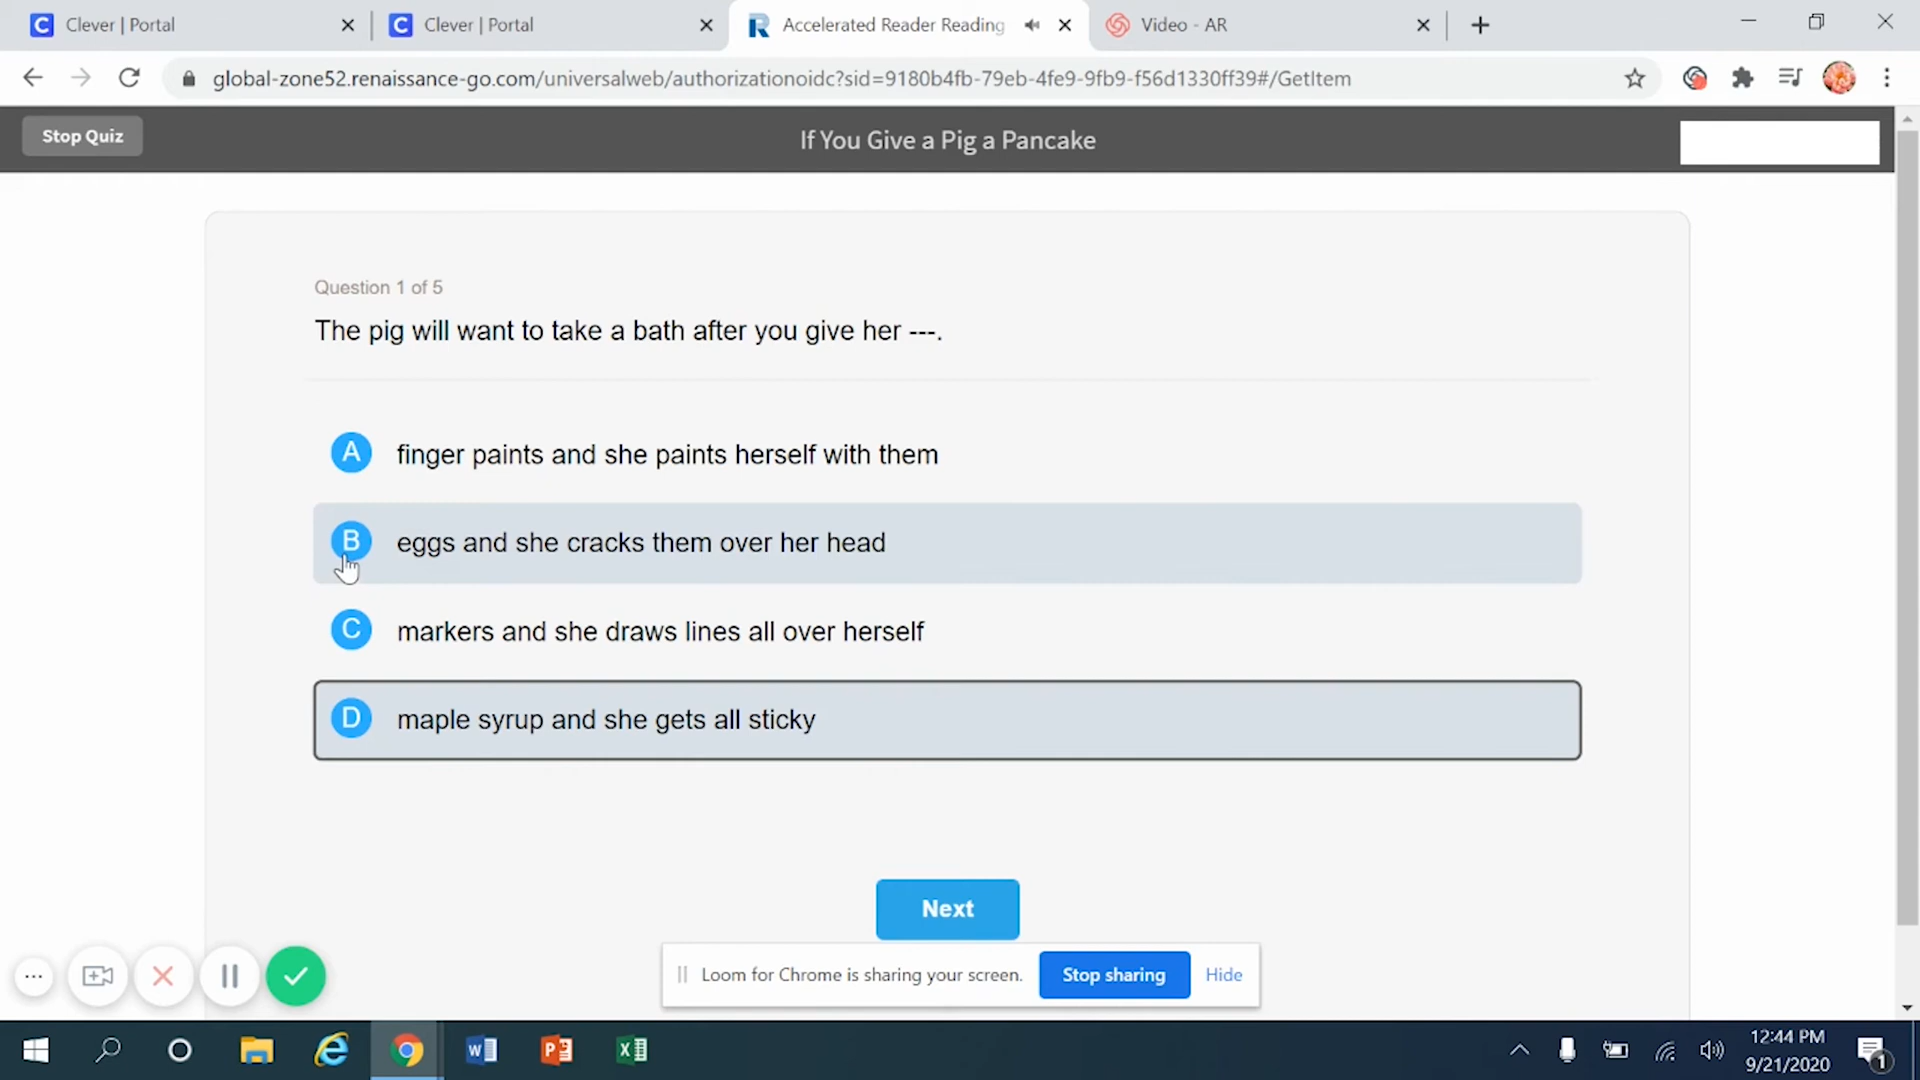 Clever | Portal
Clever | Portal
Accelerated Reader Reading
Video - AR
global-zone52.renaissance-go.com/universalweb/authorizationoidc?sid=9180b4fb-79eb-4fe9-9fb9-f56d1330ff39#/GetItem
Stop Quiz
If You Give a Pig a Pancake
Question 1 of 5
The pig will want to take a bath after you give her ---.
A finger paints and she paints herself with them
B eggs and she cracks them over her head
C markers and she draws lines all over herself
D maple syrup and she gets all sticky
Next
Loom for Chrome is sharing your screen. Stop sharing Hide
12:44 PM
9/21/2020
1